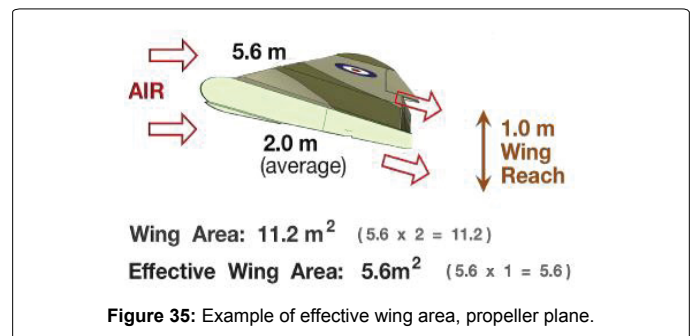 5.6 m
AIR
2.0 m
(average)
1.0 m
Wing
Reach
Wing Area: 11.2 m² (5.6 x 2 = 11.2)
Effective Wing Area: 5.6m² (5.6 x 1 = 5.6)
Figure 35: Example of effective wing area, propeller plane.